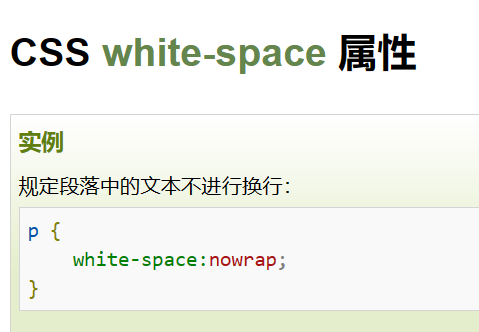 CSS white-space 属性
实例
规定段落中的文本不进行换行：
p {
white-space:nowrap;
}